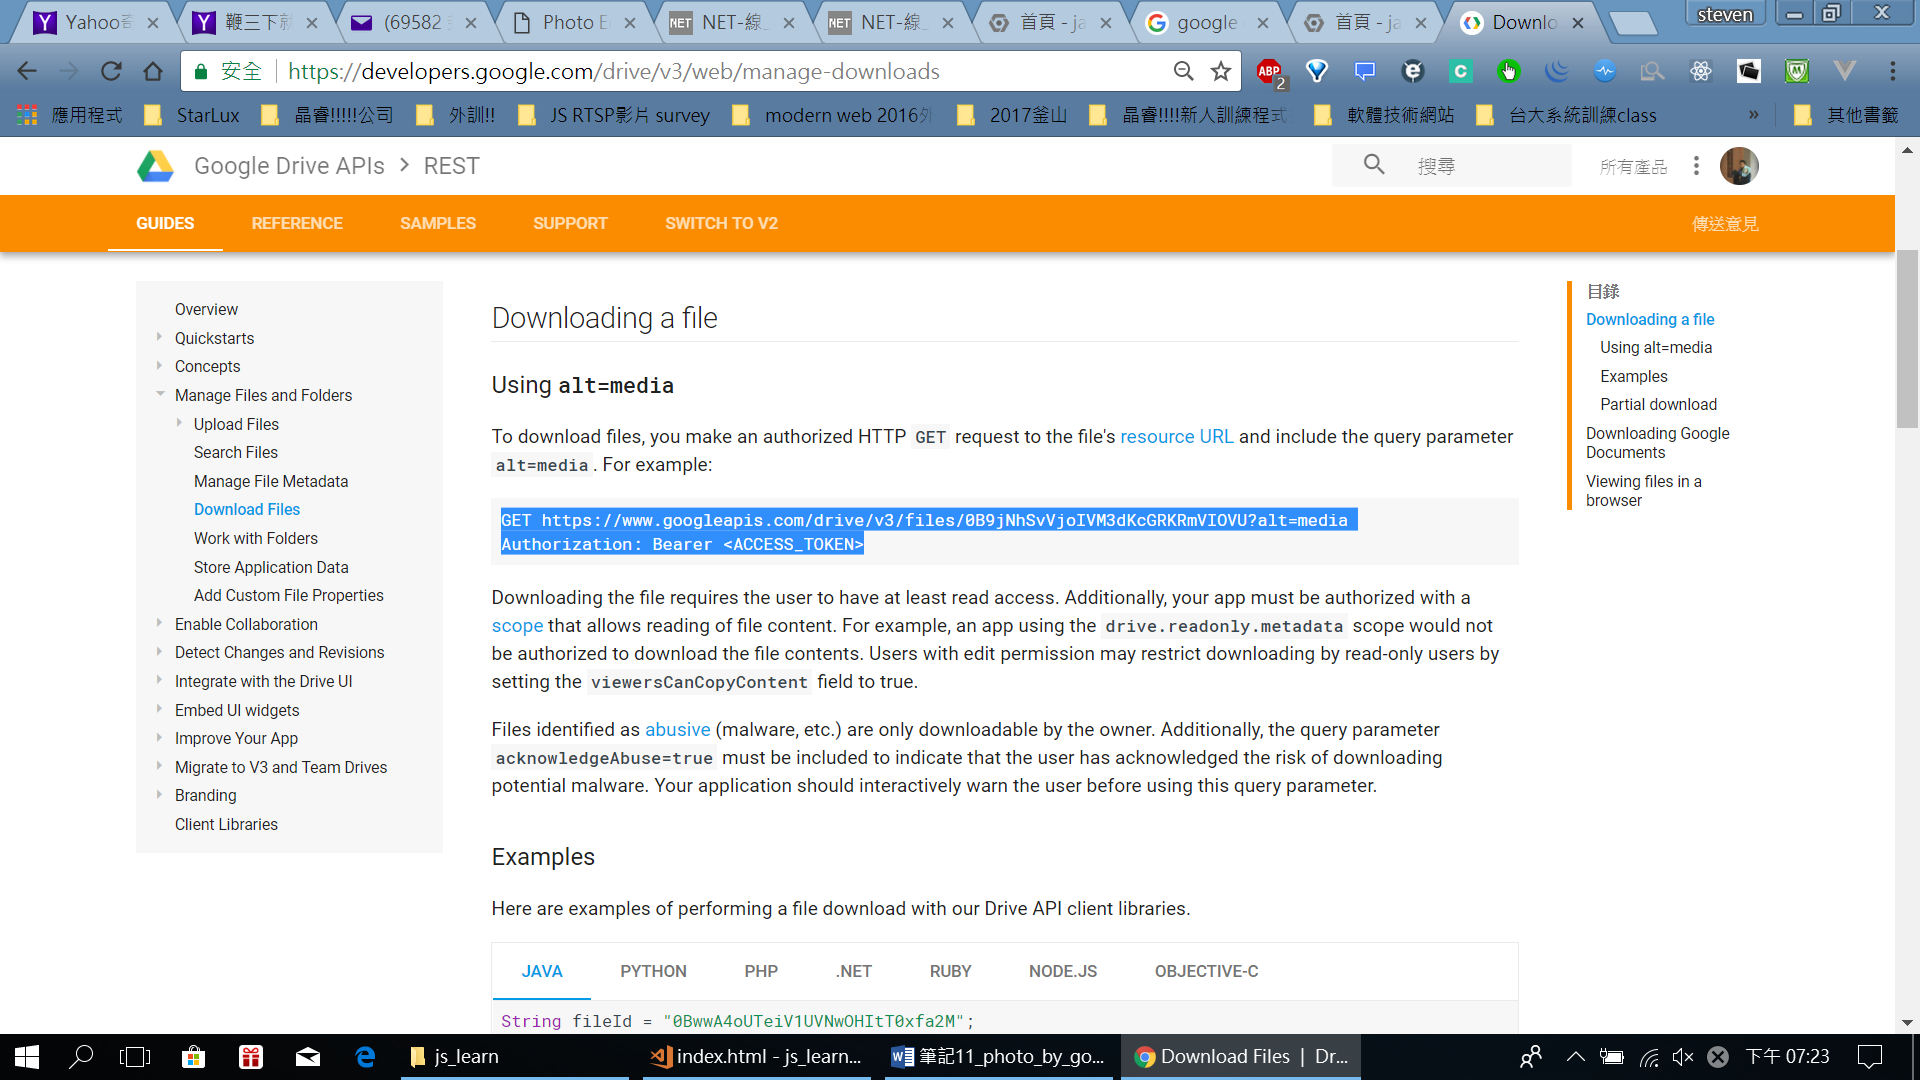 Yahoo奇
鞭三下就
(69582 
Photo E
NET-線
NET-線
首頁 - ja
google
首頁 - ja
Downlo
steven
安全
https://developers.google.com/drive/v3/web/manage-downloads
ABP
2
應用程式
StarLux
晶睿!!!!!公司
外訓!!
JS RTSP影片 survey
modern web 2016外
2017釜山
晶睿!!!!新人訓練程式
軟體技術網站
台大系統訓練class
»
其他書籤
Google Drive APIs > REST
搜尋
所有產品
GUIDES
REFERENCE
SAMPLES
SUPPORT
SWITCH TO V2
傳送意見
Overview
Quickstarts
Concepts
Manage Files and Folders
Upload Files
Search Files
Manage File Metadata
Download Files
Work with Folders
Store Application Data
Add Custom File Properties
Enable Collaboration
Detect Changes and Revisions
Integrate with the Drive UI
Embed UI widgets
Improve Your App
Migrate to V3 and Team Drives
Branding
Client Libraries
Downloading a file
Using alt=media
To download files, you make an authorized HTTP GET request to the file's resource URL and include the query parameter
alt=media. For example:
GET https://www.googleapis.com/drive/v3/files/0B9jNhSvVjoIVM3dKcGRKRmVIOVU?alt=media
Authorization: Bearer <ACCESS_TOKEN>
Downloading the file requires the user to have at least read access. Additionally, your app must be authorized with a
scope that allows reading of file content. For example, an app using the drive.readonly.metadata scope would not
be authorized to download the file contents. Users with edit permission may restrict downloading by read-only users by
setting the viewersCanCopyContent field to true.
Files identified as abusive (malware, etc.) are only downloadable by the owner. Additionally, the query parameter
acknowledgeAbuse=true must be included to indicate that the user has acknowledged the risk of downloading
potential malware. Your application should interactively warn the user before using this query parameter.
Examples
Here are examples of performing a file download with our Drive API client libraries.
JAVA
PYTHON
PHP
.NET
RUBY
NODE.JS
OBJECTIVE-C
String fileId = "0BwwA4oUTeiV1UVNwOHItT0xfa2M";
目錄
Downloading a file
Using alt=media
Examples
Partial download
Downloading Google
Documents
Viewing files in a
browser
js_learn
index.html - js_learn...
筆記11_photo_by_go...
Download Files | Dr...
下午 07:23